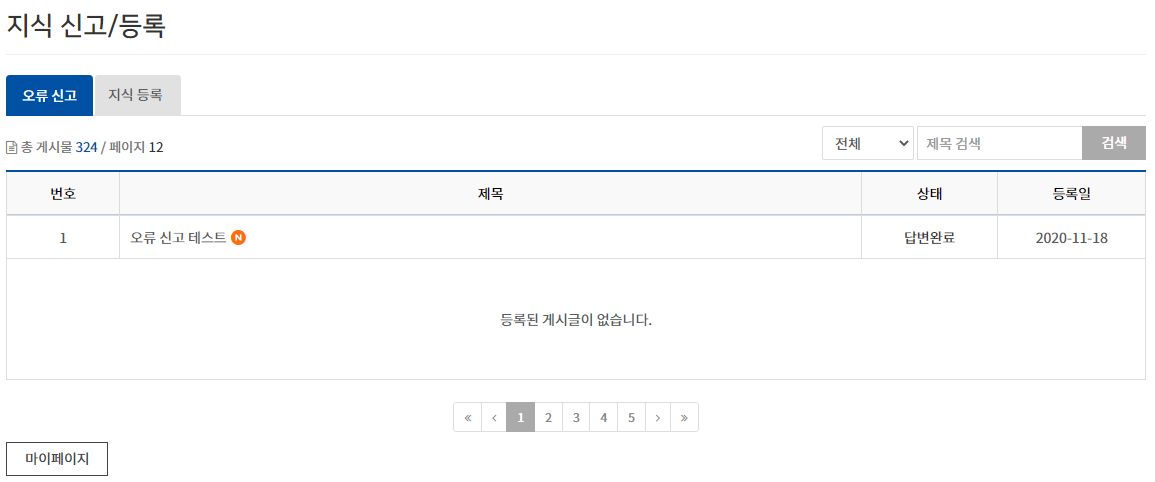 지식 신고/등록
오류 신고 지식 등록
총 게시물 324 / 페이지 12 전체 제목 검색 검색
번호 제목 상태 등록일
1 오류 신고 테스트 N 답변완료 2020-11-18
등록된 게시글이 없습니다.
« ‹ 1 2 3 4 5 › »
마이페이지